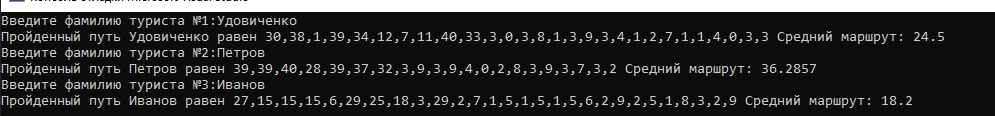 Введите фамилию туриста №1:Удовиченко
Пройденный путь Удовиченко равен 30,38,1,39,34,12,7,11,40,33,3,0,3,8,1,3,9,3,4,1,2,7,1,1,4,0,3,3 Средний маршрут: 24.5
Введите фамилию туриста №2:Петров
Пройденный путь Петров равен 39,39,40,28,39,37,32,3,9,3,9,4,0,2,8,3,9,3,7,3,2 Средний маршрут: 36.2857
Введите фамилию туриста №3:Иванов
Пройденный путь Иванов равен 27,15,15,15,6,29,25,18,3,29,2,7,1,5,1,5,1,5,6,2,9,2,5,1,8,3,2,9 Средний маршрут: 18.2